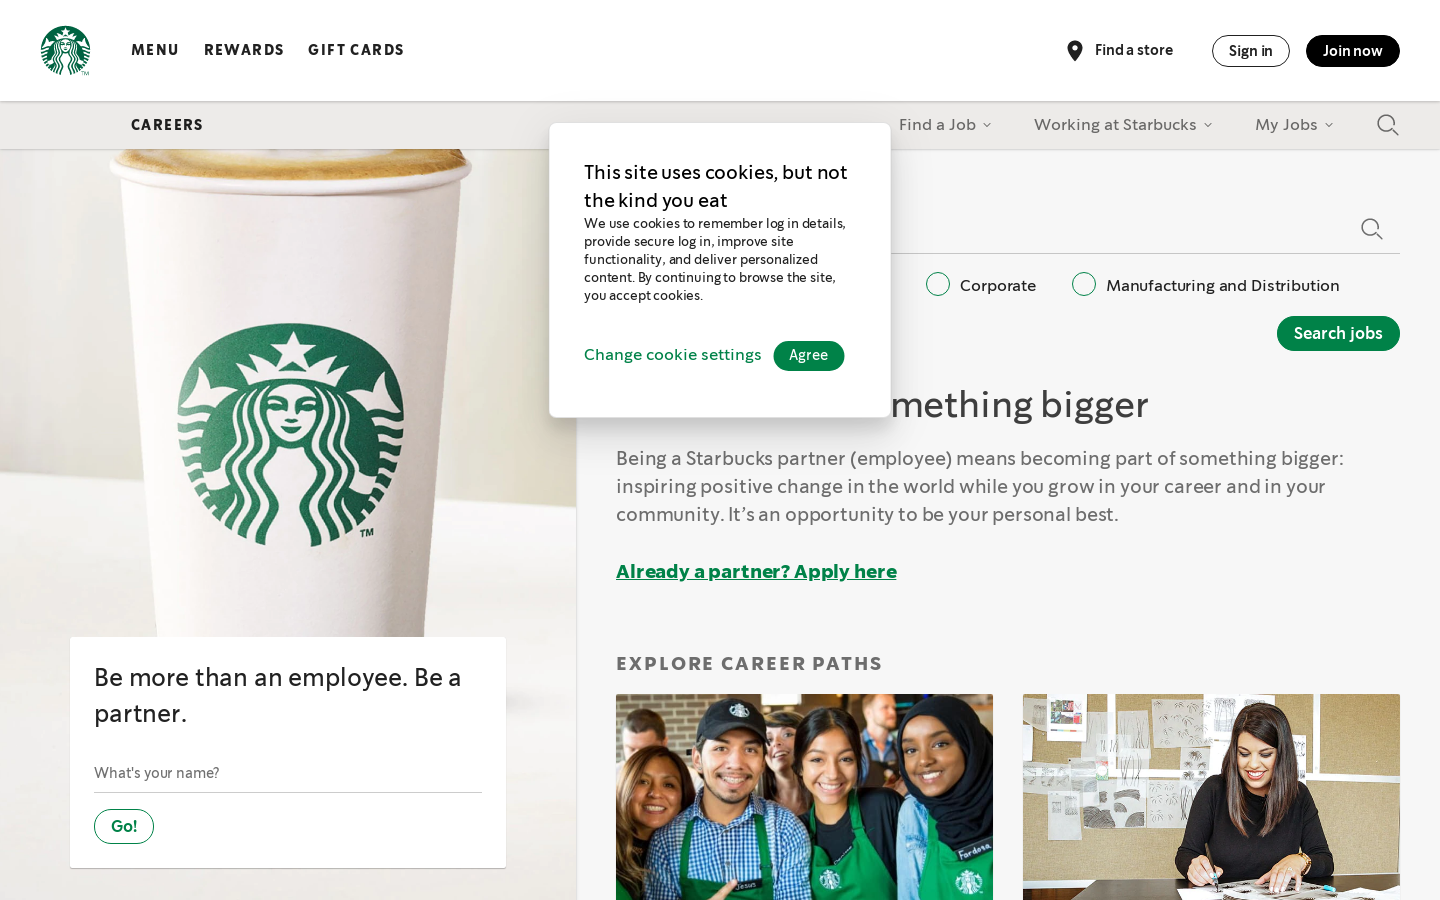 MENU REWARDS GIFT CARDS
Find a store
Sign in
Join now
TM
CAREERS
Find a Job
Working at Starbucks
My Jobs
This site uses cookies, but not
the kind you eat
We use cookies to remember log in details,
provide secure log in, improve site
functionality, and deliver personalized
content. By continuing to browse the site,
you accept cookies.
Change cookie settings
Agree
Corporate
Manufacturing and Distribution
Search jobs
mething bigger
Being a Starbucks partner (employee) means becoming part of something bigger:
inspiring positive change in the world while you grow in your career and in your
community. It’s an opportunity to be your personal best.
Already a partner? Apply here
TM
Be more than an employee. Be a
partner.
What's your name?
Go!
EXPLORE CAREER PATHS
Jesus
Fardosa